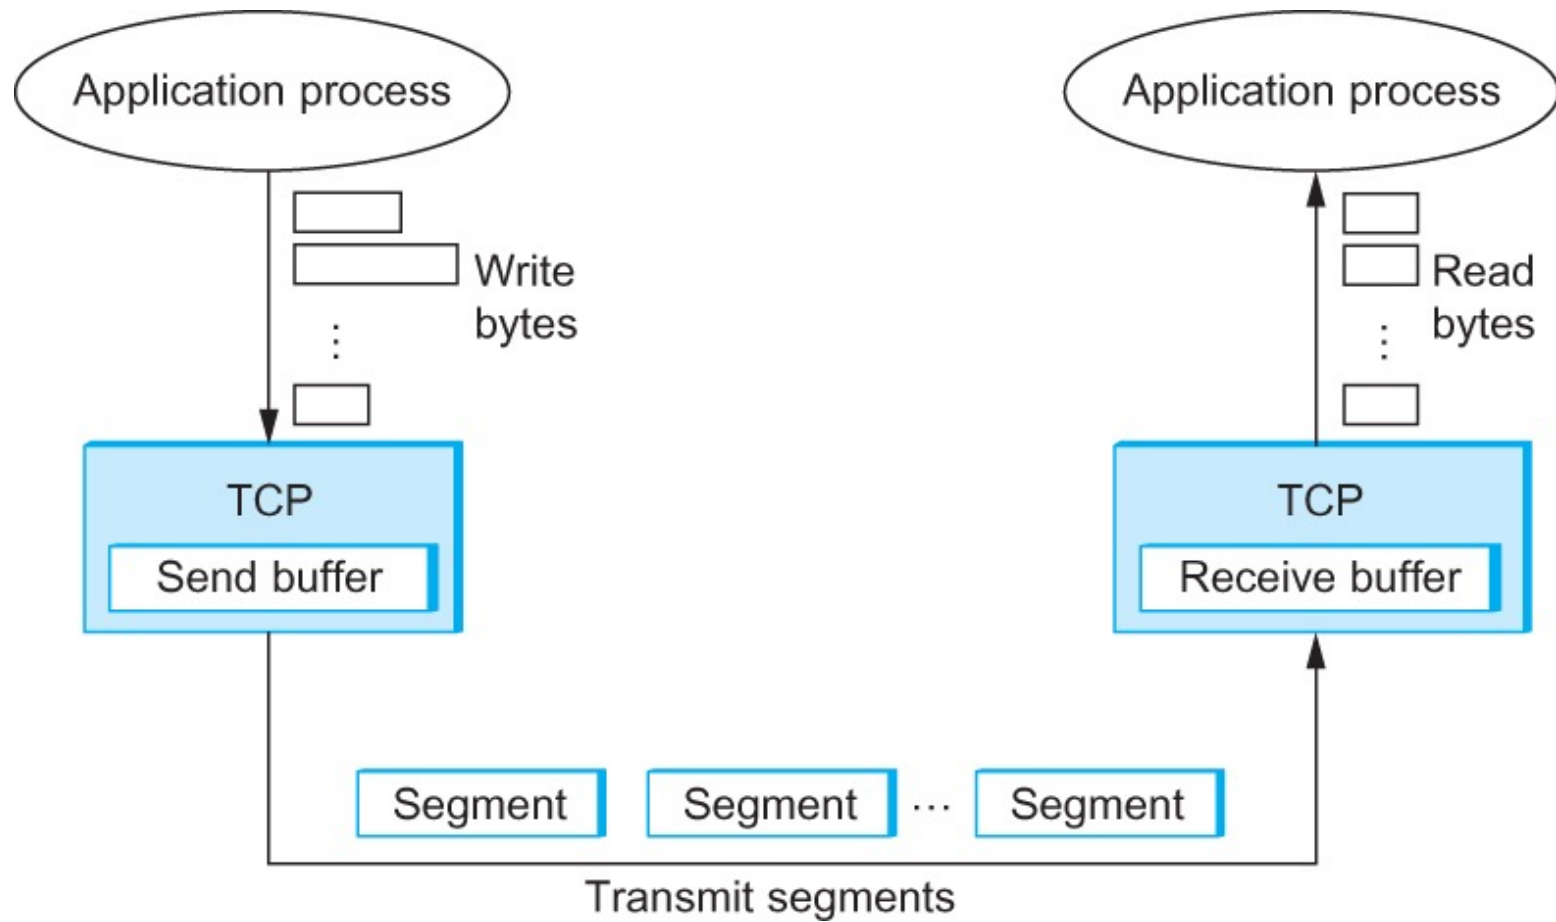 Application process
Application process
Write
bytes
Read
bytes
⋮
⋮
TCP
Send buffer
TCP
Receive buffer
Segment
Segment
...
Segment
Transmit segments